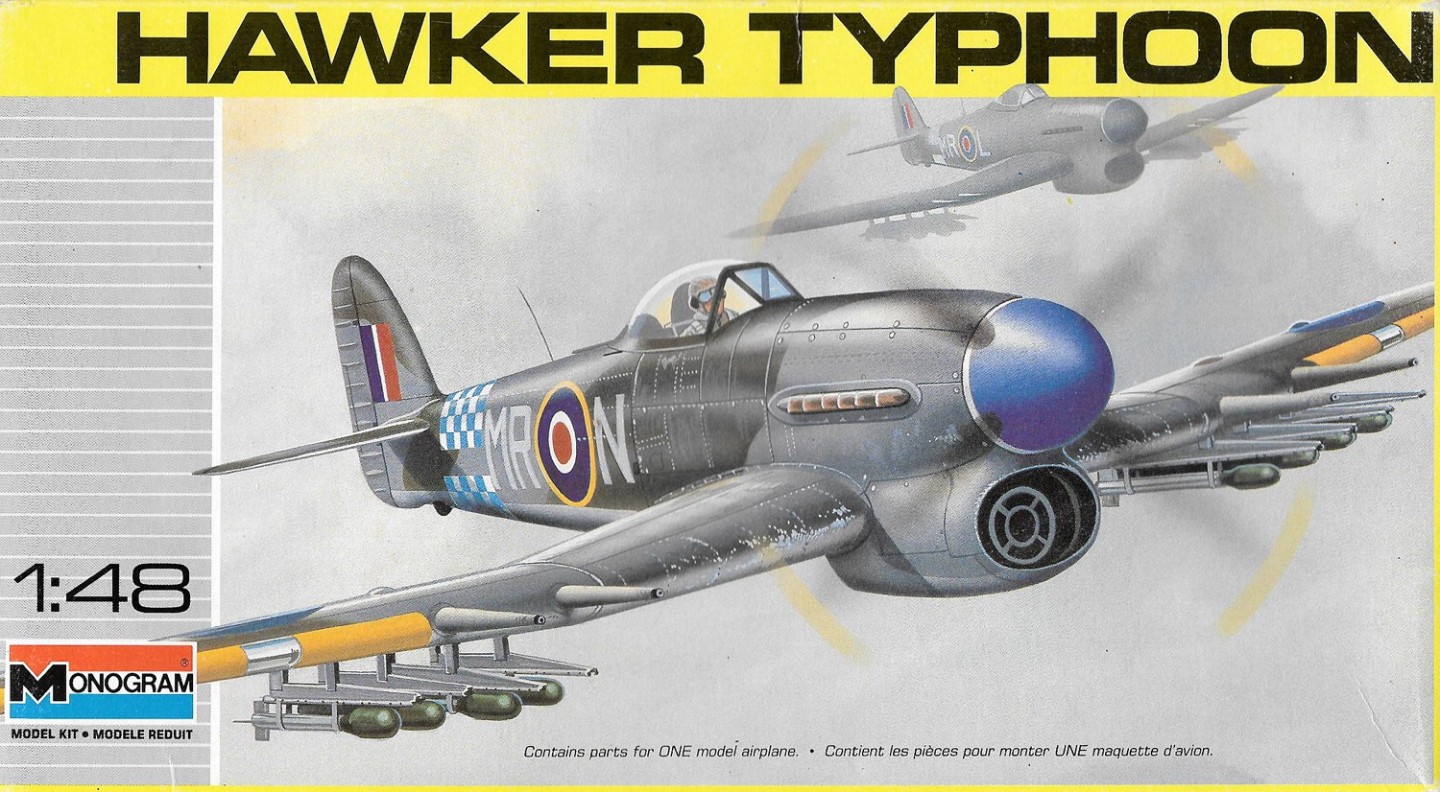 HAWKER TYPHOON
MR L
MR N
1:48
MONOGRAM®
MODEL KIT • MODELE REDUIT
Contains parts for ONE model airplane. • Contient les pièces pour monter UNE maquette d'avion.